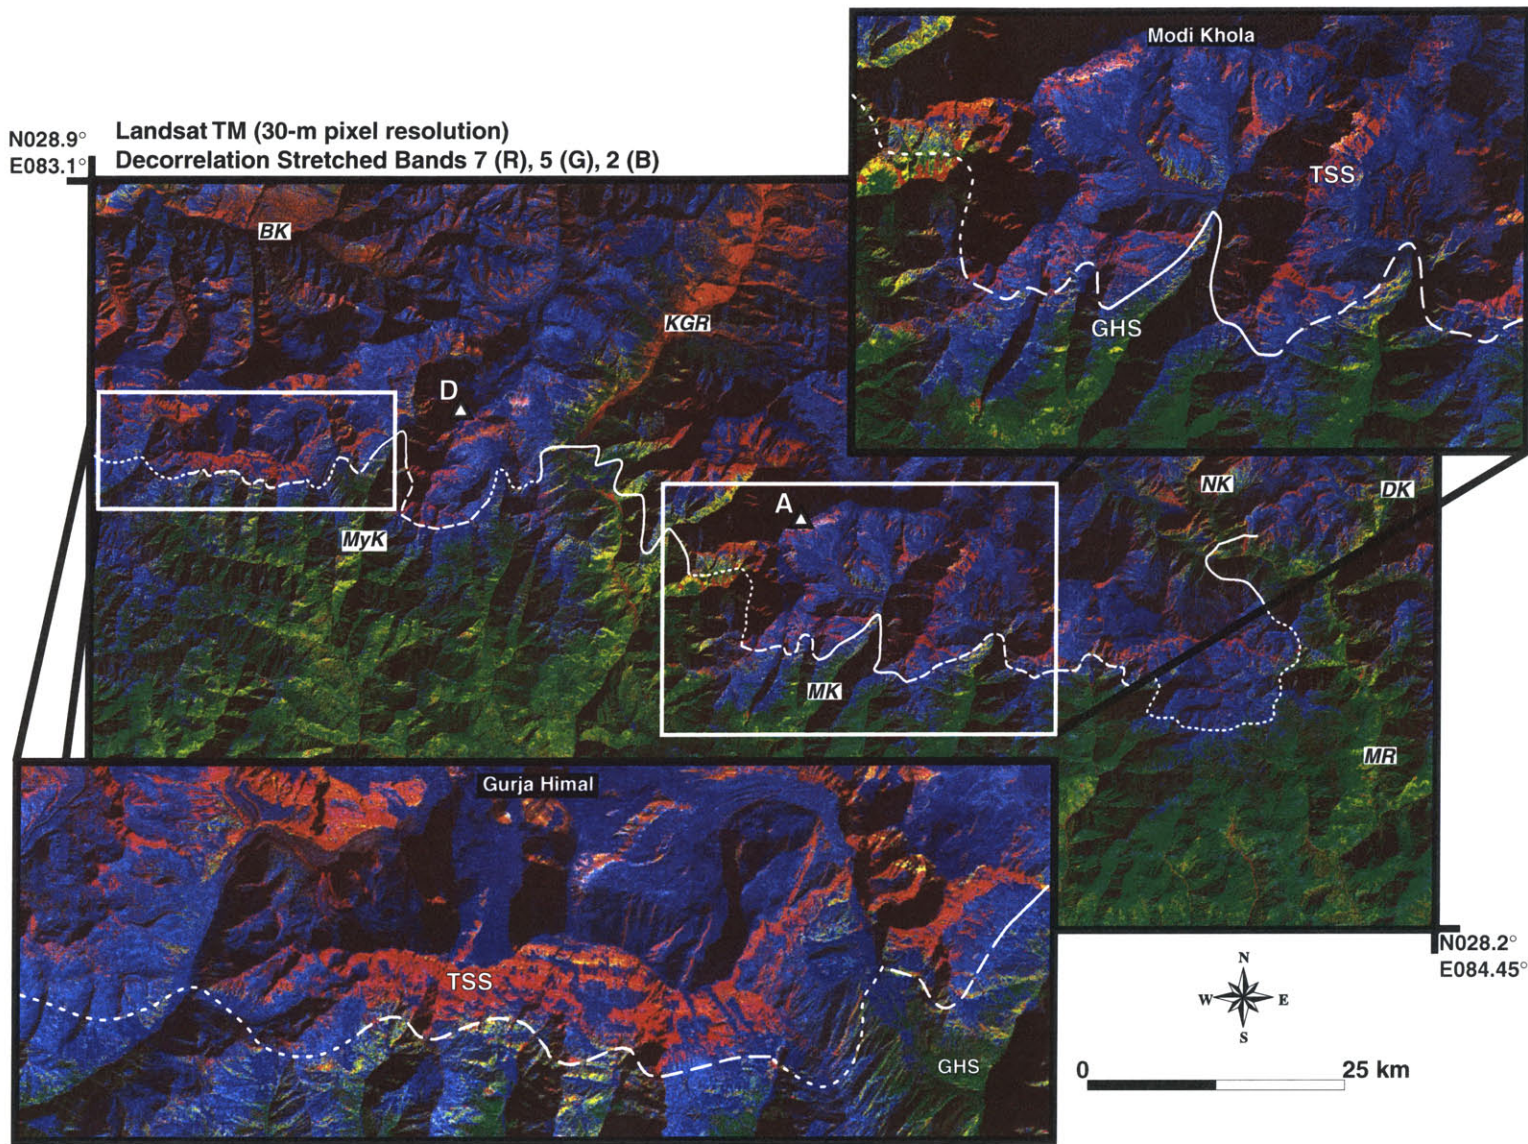 Modi Khola
N028.9°
E083.1°
Landsat TM (30-m pixel resolution)
Decorrelation Stretched Bands 7 (R), 5 (G), 2 (B)
TSS
BK
KGR
GHS
D
NK
DK
A
MyK
MK
MR
Gurja Himal
TSS
GHS
N028.2°
E084.45°
N
W E
S
0 25 km